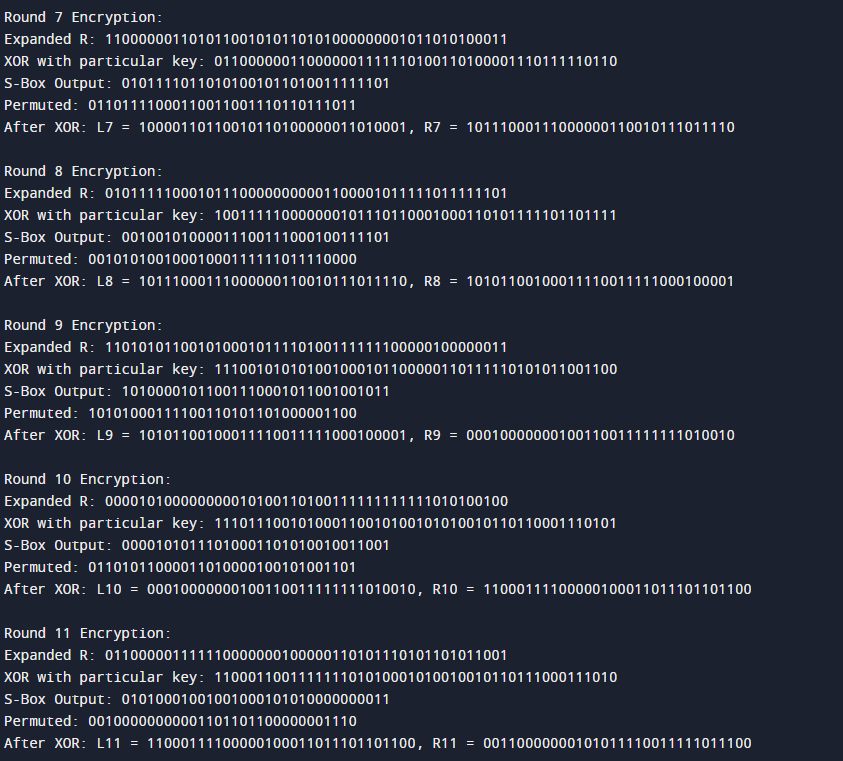 Round 7 Encryption:
Expanded R: 110000001101011001010110101000000001011010100011
XOR with particular key: 011000000110000001111110100110100001110111110110
S-Box Output: 01011110110101001011010011111101
Permuted: 01101111000110011001110110111011
After XOR: L7 = 10000110110010110100000011010001, R7 = 10111000111000000110010111011110
Round 8 Encryption:
Expanded R: 010111110001011100000000001100001011111011111101
XOR with particular key: 100111110000000101110110001000110101111101101111
S-Box Output: 00100101000011100111000100111101
Permuted: 00101010010001000111111011110000
After XOR: L8 = 10111000111000000110010111011110, R8 = 10101100100011110011111000100001
Round 9 Encryption:
Expanded R: 110101011001010001011110100111111100000100000011
XOR with particular key: 111001010101001000101100000110111110101011001100
S-Box Output: 10100001011001110001011001001011
Permuted: 10101000111100110101101000001100
After XOR: L9 = 10101100100011110011111000100001, R9 = 00010000000100110011111111010010
Round 10 Encryption:
Expanded R: 000010100000000010100110100111111111111010100100
XOR with particular key: 111011100101000110010100101010010110110001110101
S-Box Output: 00001010111010001101010010011001
Permuted: 01101011000011010000100101001101
After XOR: L10 = 00010000000100110011111111010010, R10 = 11000111100000100011011101101100
Round 11 Encryption:
Expanded R: 011000001111110000000100000110101110101101011001
XOR with particular key: 110001100111111101010001010010010110111000111010
S-Box Output: 01010001001001000101010000000011
Permuted: 00100000000001101101100000001110
After XOR: L11 = 11000111100000100011011101101100, R11 = 00110000000101011110011111011100